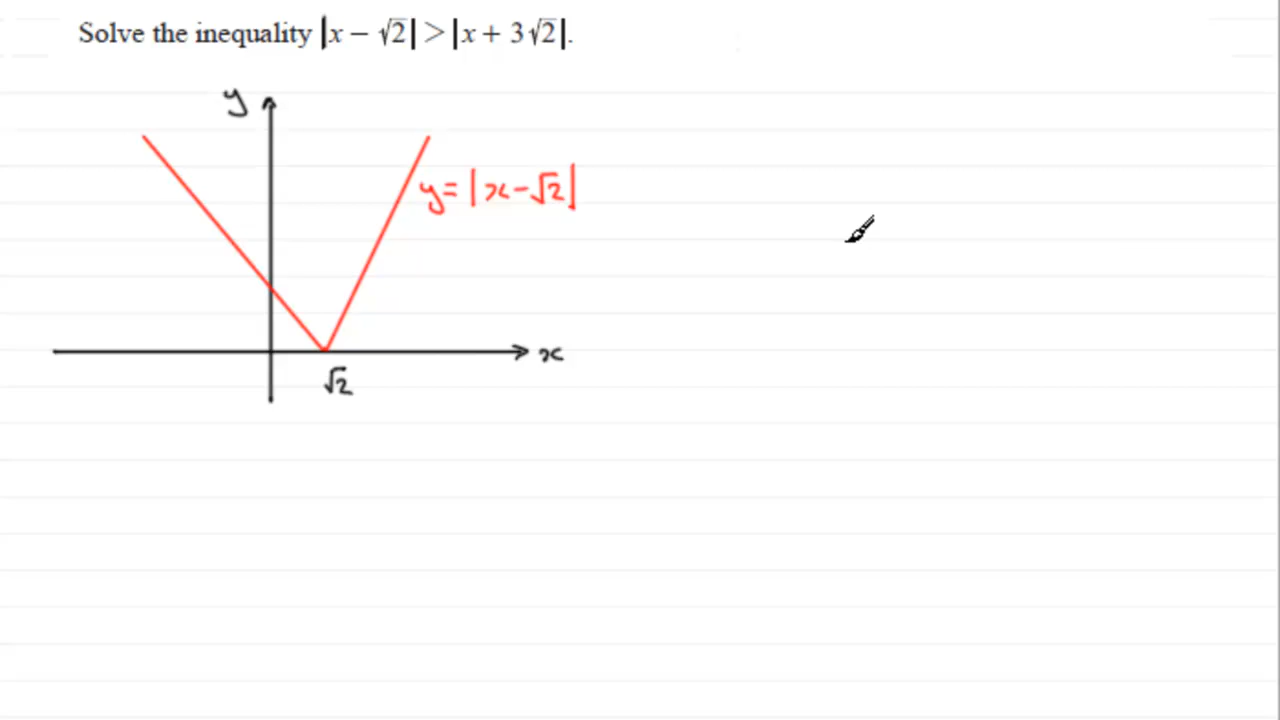 Solve the inequality |x − √2| > |x + 3√2|.
y
y = |x − √2|
x
√2